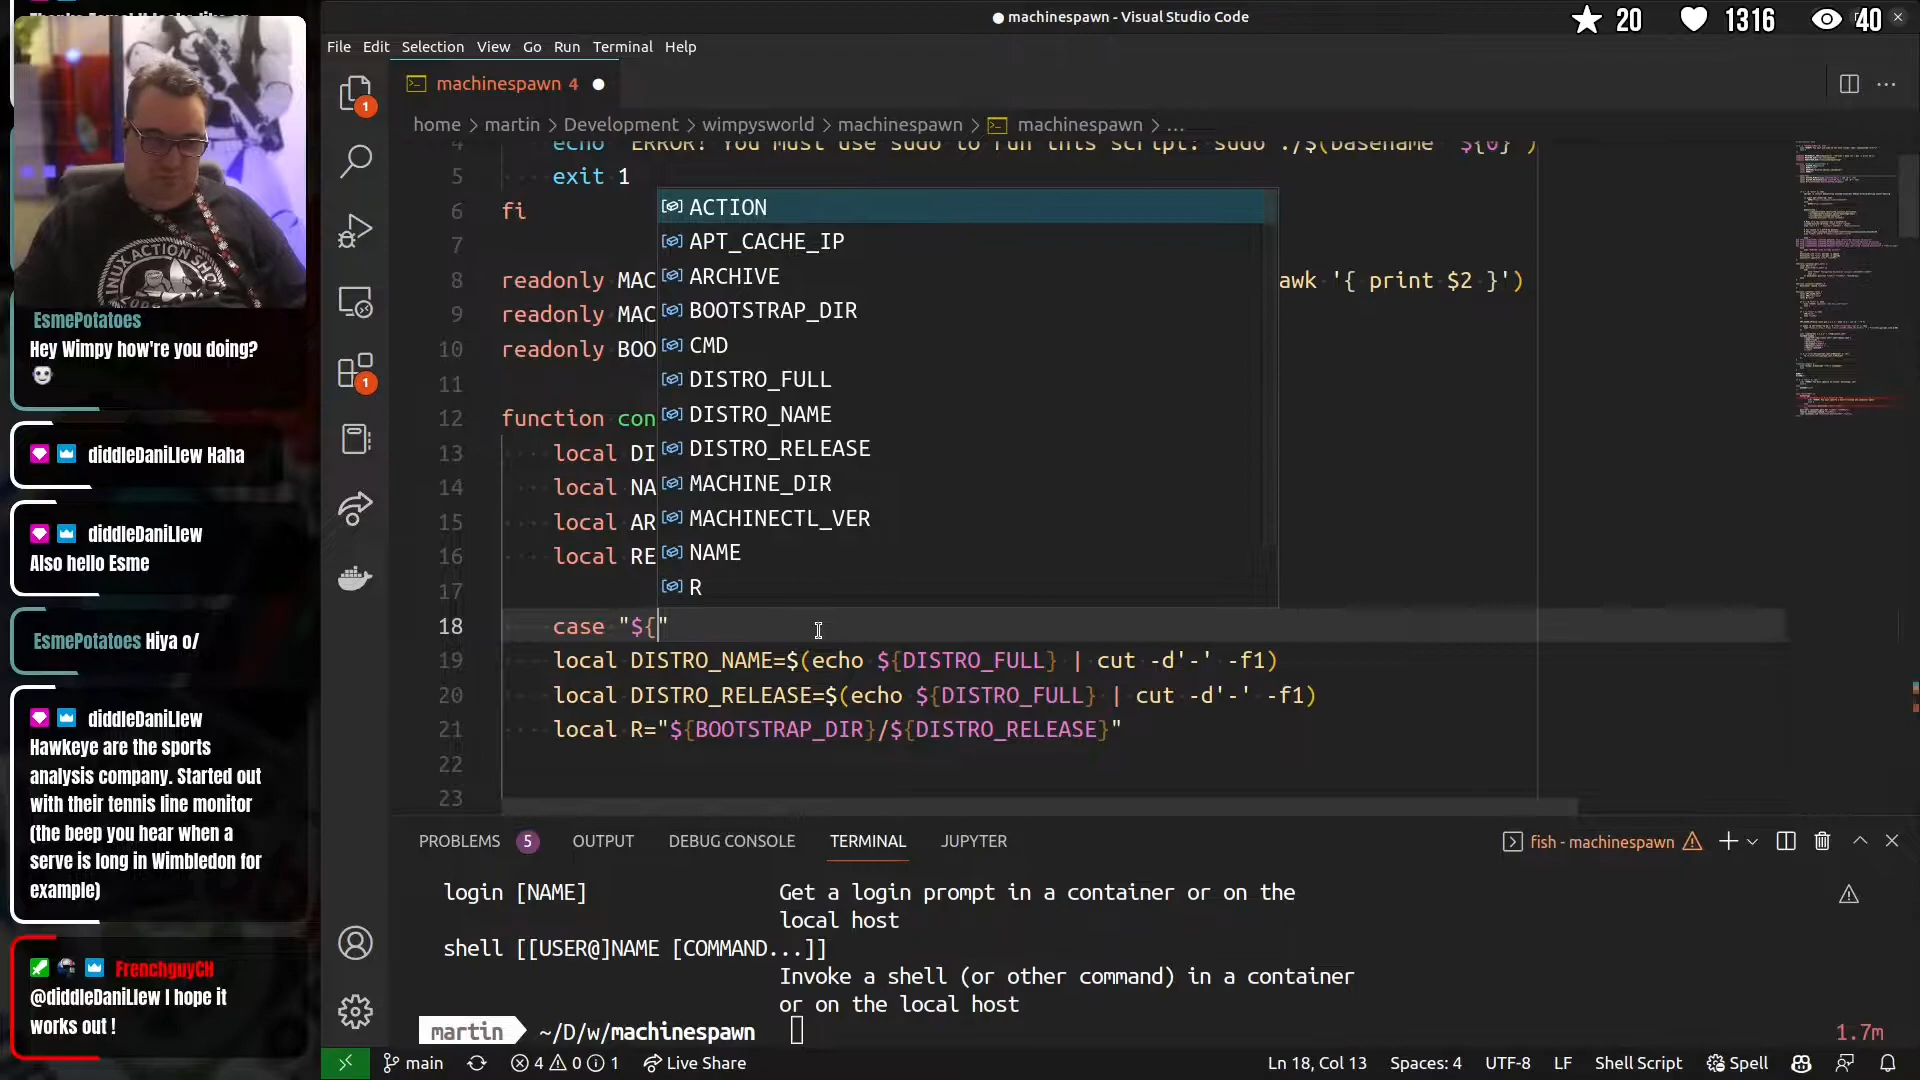 machinespawn - Visual Studio Code
20
1316
40
File Edit Selection View Go Run Terminal Help
machinespawn 4
home > martin > Development > wimpysworld > machinespawn > machinespawn > ...
4 echo "ERROR! You must use sudo to run this script: sudo ./$(basename "${0}")
5 exit 1
6 fi
7
8 readonly MAC awk '{ print $2 }')
9 readonly MAC
10 readonly BOO
11
12 function con
13 local DI
14 local NA
15 local AR
16 local RE
17
ACTION
APT_CACHE_IP
ARCHIVE
BOOTSTRAP_DIR
CMD
DISTRO_FULL
DISTRO_NAME
DISTRO_RELEASE
MACHINE_DIR
MACHINECTL_VER
NAME
R
18 case "${"
19 local DISTRO_NAME=$(echo ${DISTRO_FULL} | cut -d'-' -f1)
20 local DISTRO_RELEASE=$(echo ${DISTRO_FULL} | cut -d'-' -f1)
21 local R="${BOOTSTRAP_DIR}/${DISTRO_RELEASE}"
22
23
1
1
LINUX ACTION SHOW
EsmePotatoes
Hey Wimpy how're you doing?
diddleDaniLlew Haha
diddleDaniLlew
Also hello Esme
EsmePotatoes Hiya o/
diddleDaniLlew
Hawkeye are the sports
analysis company. Started out
with their tennis line monitor
(the beep you hear when a
serve is long in Wimbledon for
example)
FrenchguyCH
@diddleDaniLlew I hope it
works out !
PROBLEMS 5 OUTPUT DEBUG CONSOLE TERMINAL JUPYTER
fish - machinespawn
login [NAME] Get a login prompt in a container or on the
local host
shell [[USER@]NAME [COMMAND...]]
Invoke a shell (or other command) in a container
or on the local host
martin ~/D/w/machinespawn
1.7m
main 4 0 1 Live Share
Ln 18, Col 13 Spaces: 4 UTF-8 LF Shell Script Spell